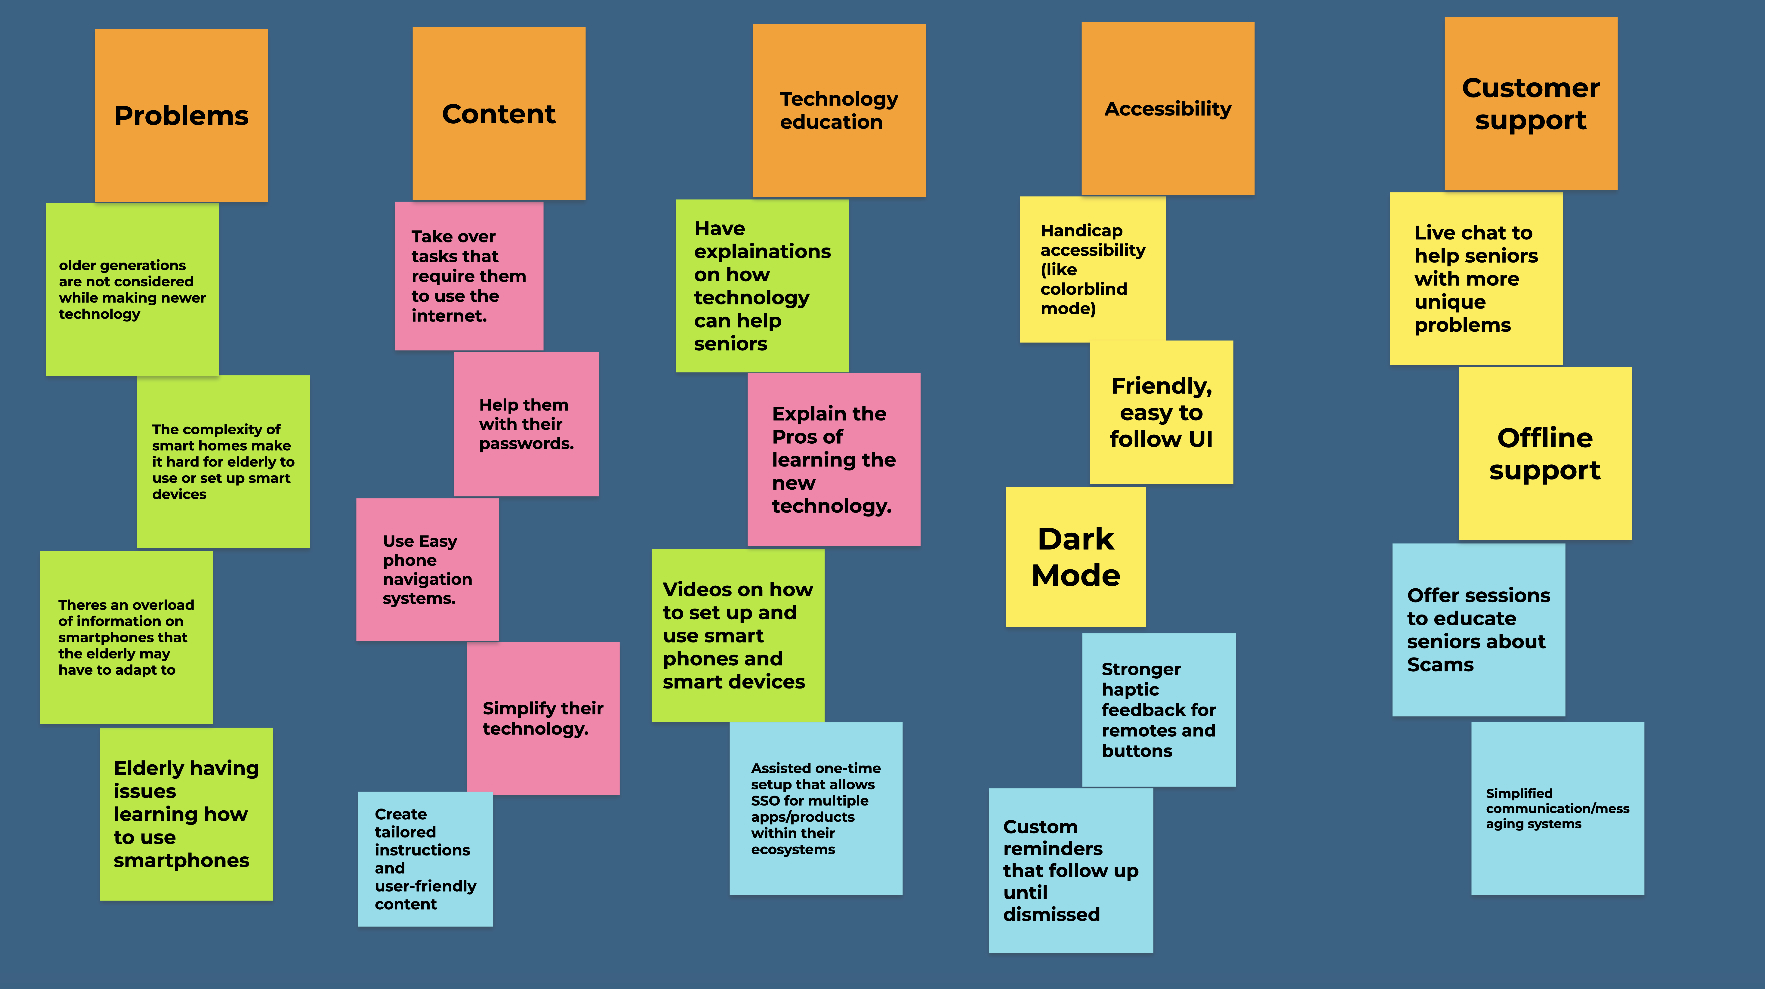 Problems
older generations
are not considered
while making newer
technology
The complexity of
smart homes make
it hard for elderly to
use or set up smart
devices
Theres an overload
of information on
smartphones that
the elderly may
have to adapt to
Elderly having
issues
learning how
to use
smartphones
Content
Take over
tasks that
require them
to use the
internet.
Help them
with their
passwords.
Use Easy
phone
navigation
systems.
Simplify their
technology.
Create
tailored
instructions
and
user-friendly
content
Technology
education
Have
explainations
on how
technology
can help
seniors
Explain the
Pros of
learning the
new
technology.
Videos on how
to set up and
use smart
phones and
smart devices
Assisted one-time
setup that allows
SSO for multiple
apps/products
within their
ecosystems
Accessibility
Handicap
accessibility
(like
colorblind
mode)
Friendly,
easy to
follow UI
Dark
Mode
Stronger
haptic
feedback for
remotes and
buttons
Custom
reminders
that follow up
until
dismissed
Customer
support
Live chat to
help seniors
with more
unique
problems
Offline
support
Offer sessions
to educate
seniors about
Scams
Simplified
communication/mess
aging systems